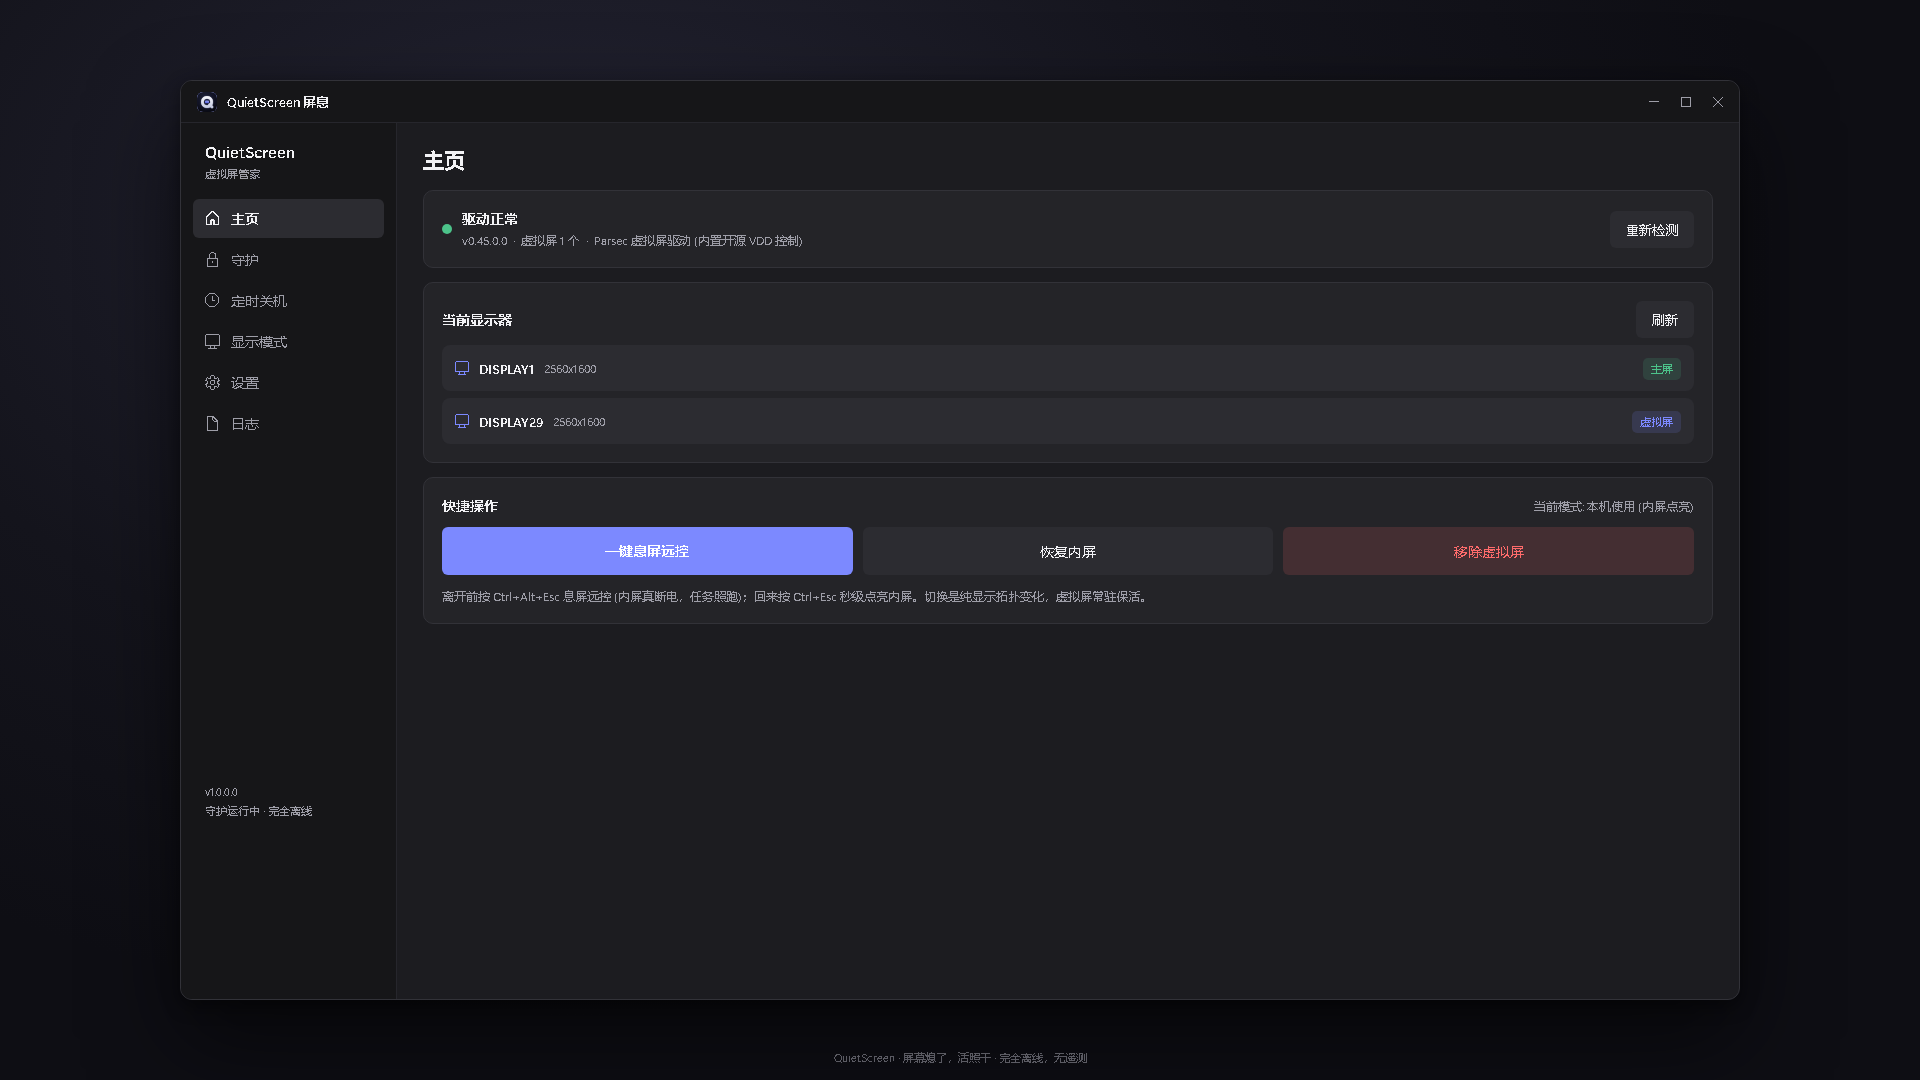 QuietScreen 屏息
QuietScreen
虚拟屏管家
主页
守护
定时关机
显示模式
设置
日志
v1.0.0.0
守护运行中 · 完全离线
主页
驱动正常
v0.45.0.0 · 虚拟屏 1 个 · Parsec 虚拟屏驱动 (内置开源 VDD 控制)
重新检测
当前显示器
刷新
DISPLAY1 2560x1600
主屏
DISPLAY29 2560x1600
虚拟屏
快捷操作
当前模式: 本机使用 (内屏点亮)
一键息屏远控
恢复内屏
移除虚拟屏
离开前按 Ctrl+Alt+Esc 息屏远控 (内屏真断电，任务照跑)；回来按 Ctrl+Esc 秒级点亮内屏。切换是纯显示拓扑变化，虚拟屏常驻保活。
QuietScreen · 屏幕熄了，活照干 · 完全离线，无遥测